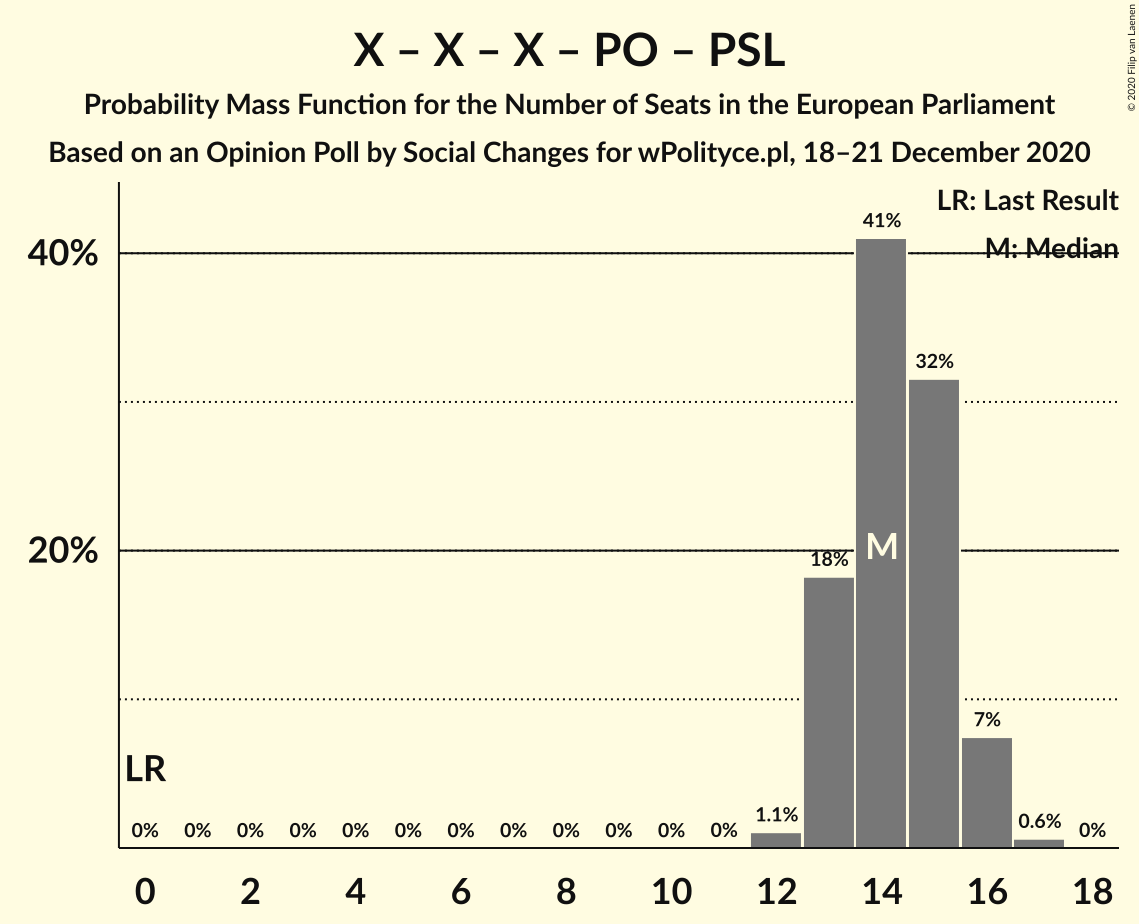 X – X – X – PO – PSL
Probability Mass Function for the Number of Seats in the European Parliament
Based on an Opinion Poll by Social Changes for wPolityce.pl, 18–21 December 2020
© 2020 Filip van Laenen
LR: Last Result
M: Median
40%
20%
41%
32%
18%
M
7%
LR
0% 0% 0% 0% 0% 0% 0% 0% 0% 0% 0% 0% 1.1% 0.6% 0%
0 2 4 6 8 10 12 14 16 18